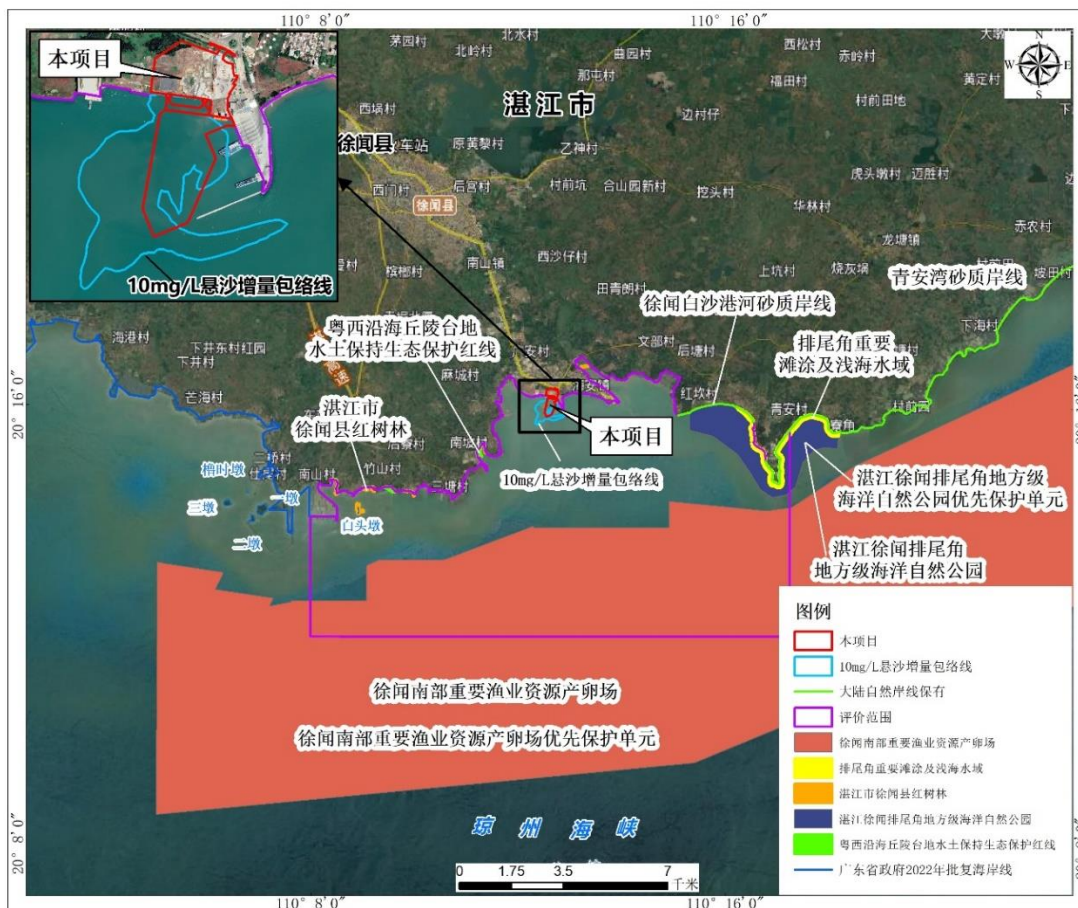 110° 8′0″
110° 16′0″
本项目
10mg/L悬沙增量包络线
N
W
E
S
茅园村
北岭村
北水村
曲园村
那屯村
西松村
赤岭村
黄定村
湛江市
西埚村
边村仔
村前田地
徐闻县
原黄黎村
乙神村
虎头墩村
迈胜村
西门村
后宫村
村前坑
合山园新村
挖头村
华林村
徐闻县
赤农村
龙塘镇
槟榔村
南山镇
西沙仔村
上坑村
烧灰埚
坡田村
田青朗村
青安湾砂质岸线
徐闻白沙港河砂质岸线
粤西沿海丘陵台地
水土保持生态保护红线
海港村
下井东村红园
下井村
文部村
后塘村
排尾角重要
滩涂及浅海水域
下海村
麻城村
芒海村
红坎村
青安村
村前园
20° 16′0″
湛江市
徐闻县红树林
本项目
南坡村
10mg/L悬沙增量包络线
南山村
竹山村
三塘村
湛江徐闻排尾角地方级
海洋自然公园优先保护单元
三墩
一墩
二墩
白头墩
湛江徐闻排尾角
地方级海洋自然公园
徐闻南部重要渔业资源产卵场
徐闻南部重要渔业资源产卵场优先保护单元
琼州海峡
20° 8′0″
图例
本项目
10mg/L悬沙增量包络线
大陆自然岸线保有
评价范围
徐闻南部重要渔业资源产卵场
排尾角重要滩涂及浅海水域
湛江市徐闻县红树林
湛江徐闻排尾角地方级海洋自然公园
粤西沿海丘陵台地水土保持生态保护红线
广东省政府2022年批复海岸线
0 1.75 3.5 7
千米
110° 8′0″
110° 16′0″